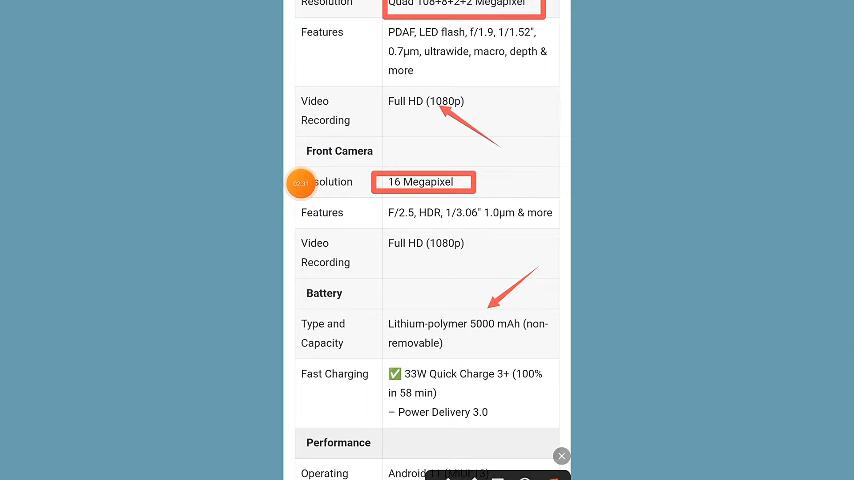 Resolution Quad 108+8+2+2 Megapixel
Features PDAF, LED flash, f/1.9, 1/1.52",
0.7µm, ultrawide, macro, depth &
more
Video Full HD (1080p)
Recording
Front Camera
solution 16 Megapixel
02:31
Features F/2.5, HDR, 1/3.06" 1.0µm & more
Video Full HD (1080p)
Recording
Battery
Type and Lithium-polymer 5000 mAh (non-
Capacity removable)
Fast Charging ✅ 33W Quick Charge 3+ (100%
in 58 min)
– Power Delivery 3.0
Performance
Operating Android